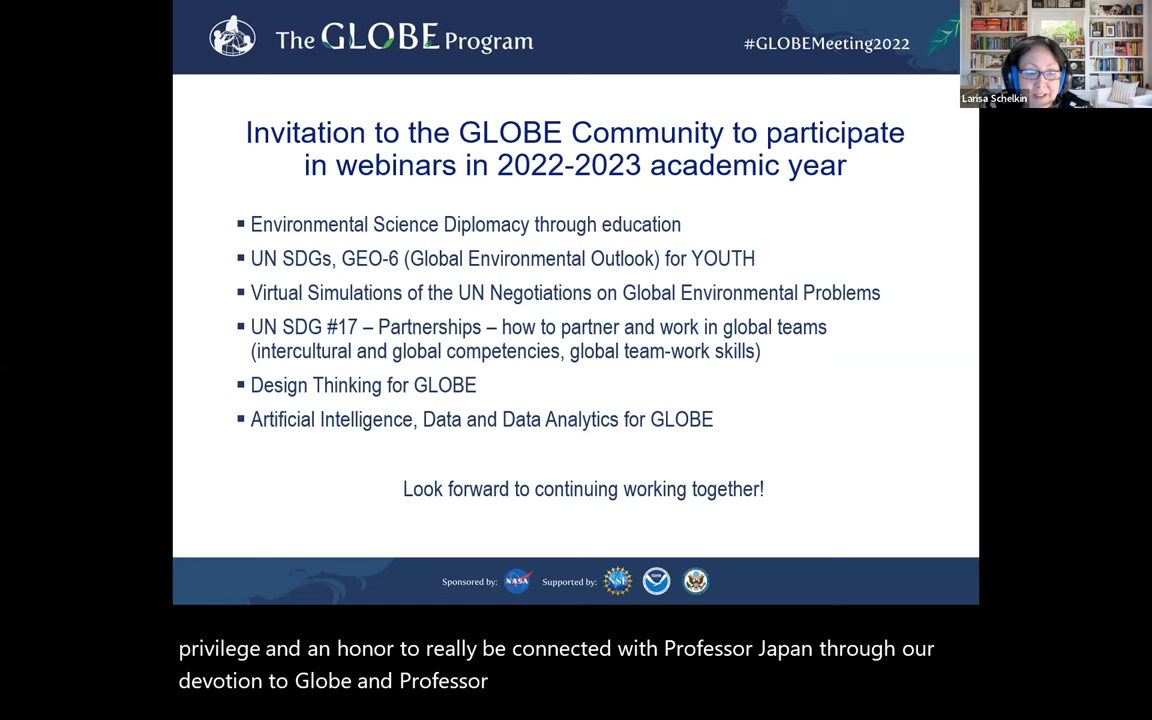 The GLOBE Program
#GLOBEMeeting2022
Larisa Schelkin
Invitation to the GLOBE Community to participate
in webinars in 2022-2023 academic year
▪ Environmental Science Diplomacy through education
▪ UN SDGs, GEO-6 (Global Environmental Outlook) for YOUTH
▪ Virtual Simulations of the UN Negotiations on Global Environmental Problems
▪ UN SDG #17 – Partnerships – how to partner and work in global teams
(intercultural and global competencies, global team-work skills)
▪ Design Thinking for GLOBE
▪ Artificial Intelligence, Data and Data Analytics for GLOBE
Look forward to continuing working together!
Sponsored by: NASA Supported by: NSF
privilege and an honor to really be connected with Professor Japan through our
devotion to Globe and Professor